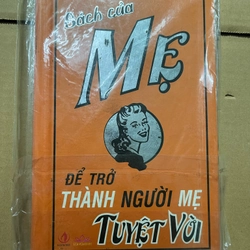 Sách của
MẸ
ĐỂ TRỞ
THÀNH NGƯỜI MẸ
TUYỆT VỜI